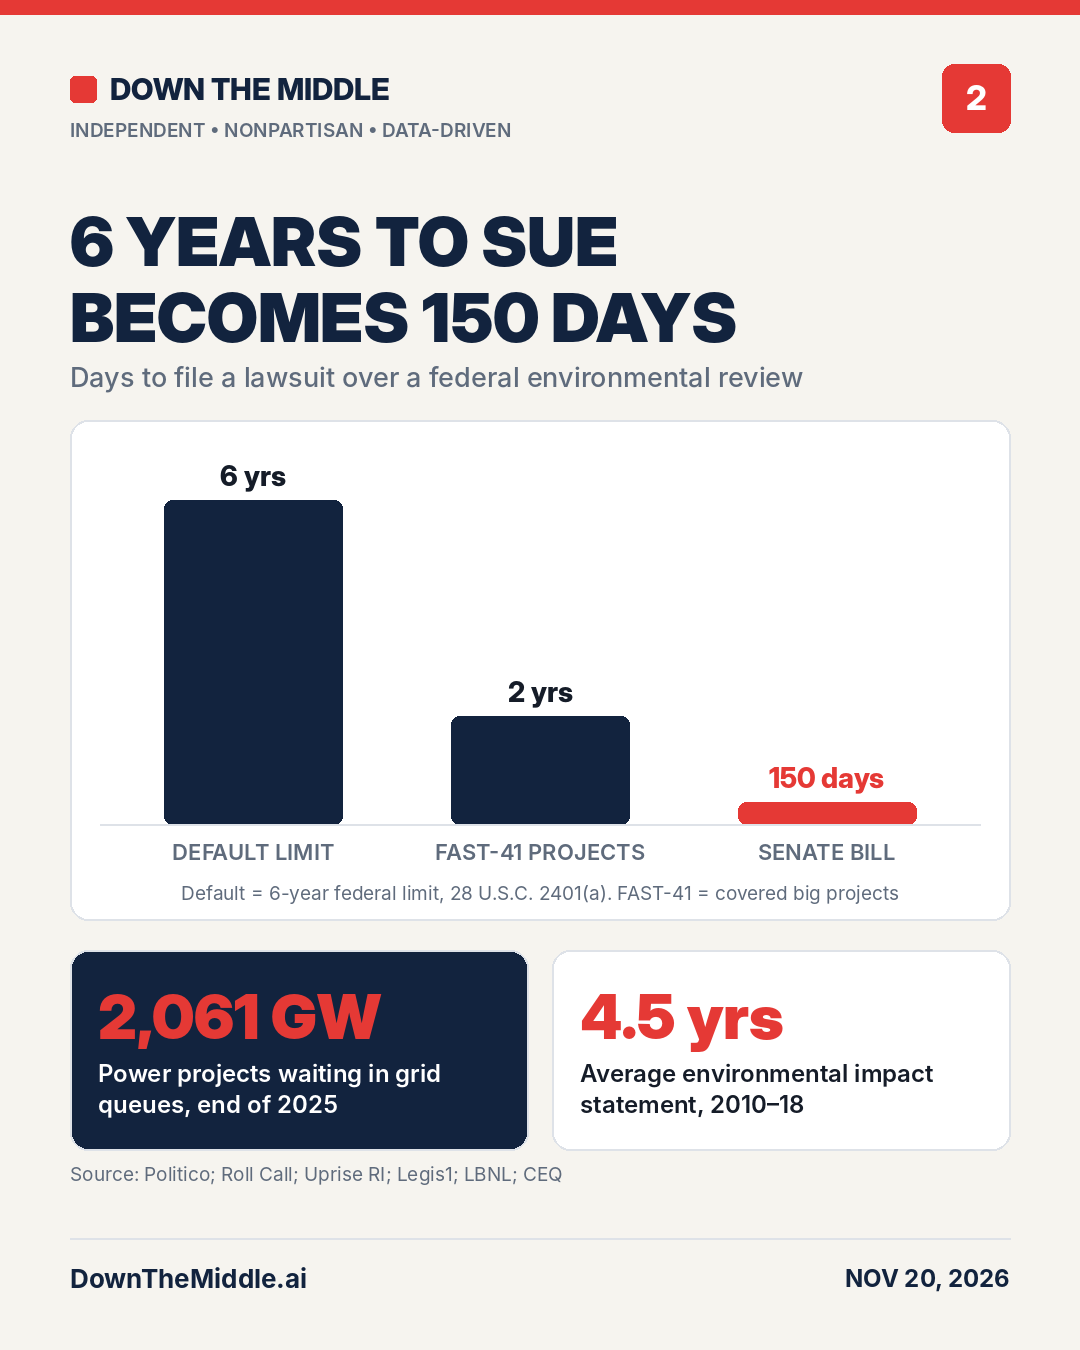 DOWN THE MIDDLE
2
INDEPENDENT • NONPARTISAN • DATA-DRIVEN
6 YEARS TO SUE
BECOMES 150 DAYS
Days to file a lawsuit over a federal environmental review
6 yrs
2 yrs
150 days
DEFAULT LIMIT
FAST-41 PROJECTS
SENATE BILL
Default = 6-year federal limit, 28 U.S.C. 2401(a). FAST-41 = covered big projects
2,061 GW
Power projects waiting in grid
queues, end of 2025
4.5 yrs
Average environmental impact
statement, 2010–18
Source: Politico; Roll Call; Uprise RI; Legis1; LBNL; CEQ
DownTheMiddle.ai
NOV 20, 2026